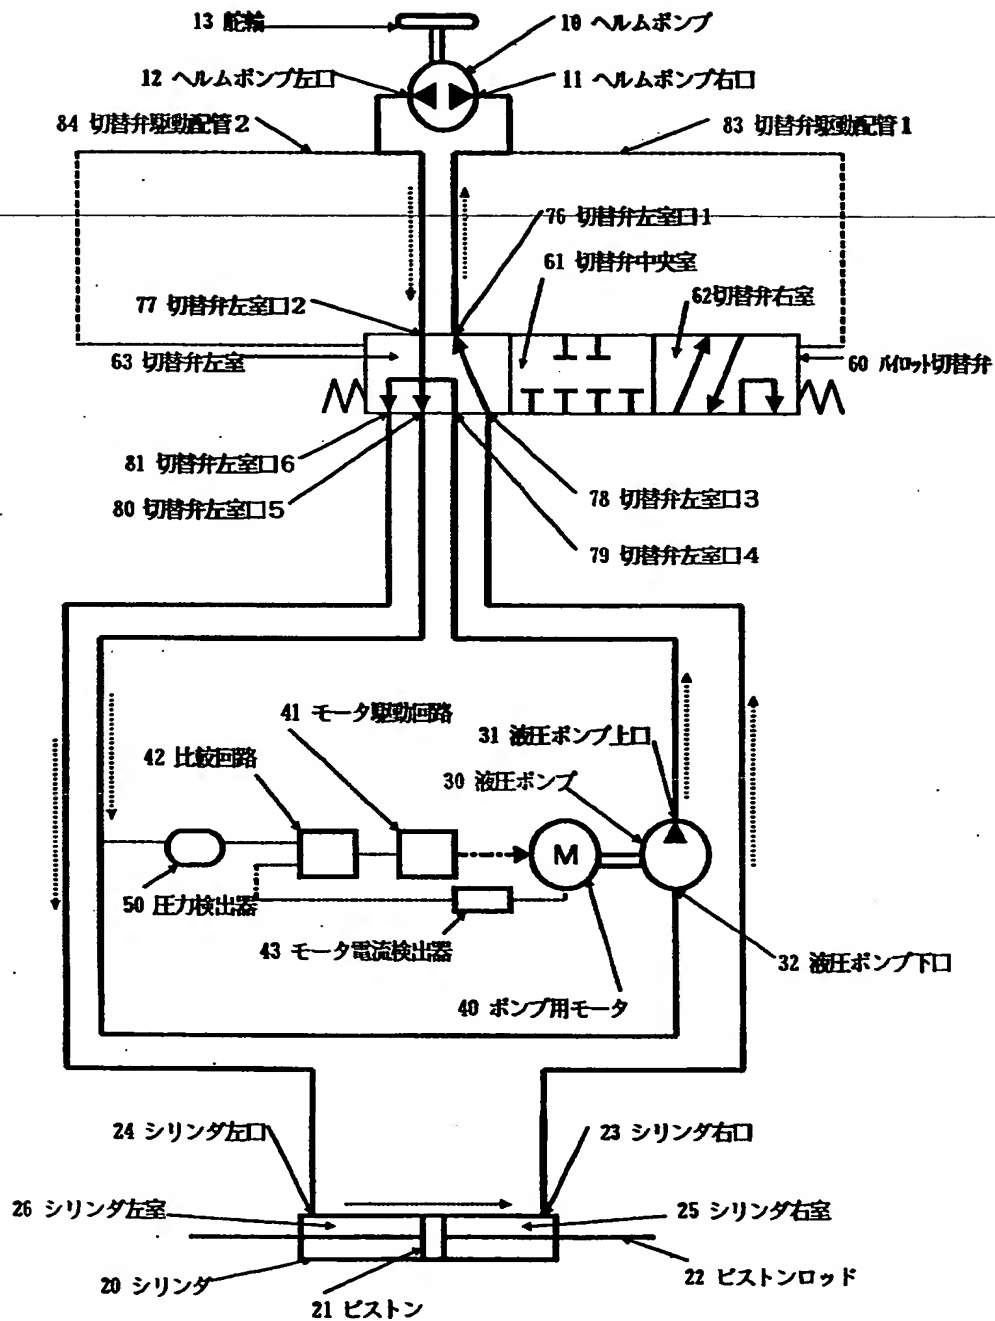 13 舵輪
10 ヘルムポンプ
12 ヘルムポンプ左口
11 ヘルムポンプ右口
84 切替弁駆動配管2
83 切替弁駆動配管1
76 切替弁左室口1
61 切替弁中央室
77 切替弁左室口2
62切替弁右室
63 切替弁左室
60 パイロット切替弁
81 切替弁左室口6
80 切替弁左室口5
78 切替弁左室口3
79 切替弁左室口4
41 モータ駆動回路
42 比較回路
31 液圧ポンプ上口
30 液圧ポンプ
M
50 圧力検出器
43 モータ電流検出器
32 液圧ポンプ下口
40 ポンプ用モータ
24 シリンダ左口
23 シリンダ右口
26 シリンダ左室
25 シリンダ右室
20 シリンダ
21 ピストン
22 ピストンロッド